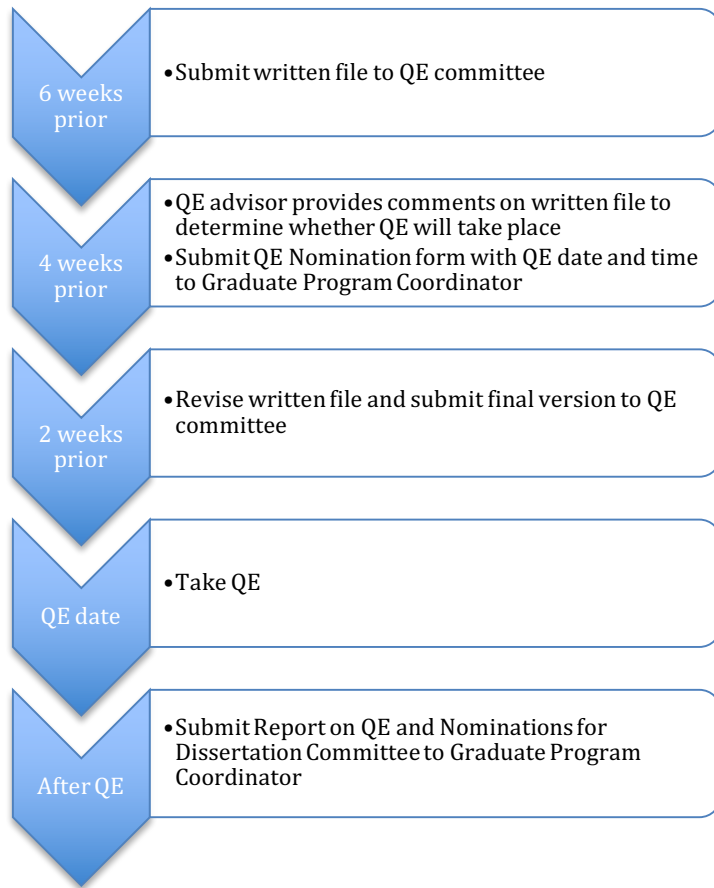 6 weeks
prior
•Submit written file to QE committee
4 weeks
prior
•QE advisor provides comments on written file to
determine whether QE will take place
•Submit QE Nomination form with QE date and time
to Graduate Program Coordinator
2 weeks
prior
•Revise written file and submit final version to QE
committee
QE date
•Take QE
After QE
•Submit Report on QE and Nominations for
Dissertation Committee to Graduate Program
Coordinator